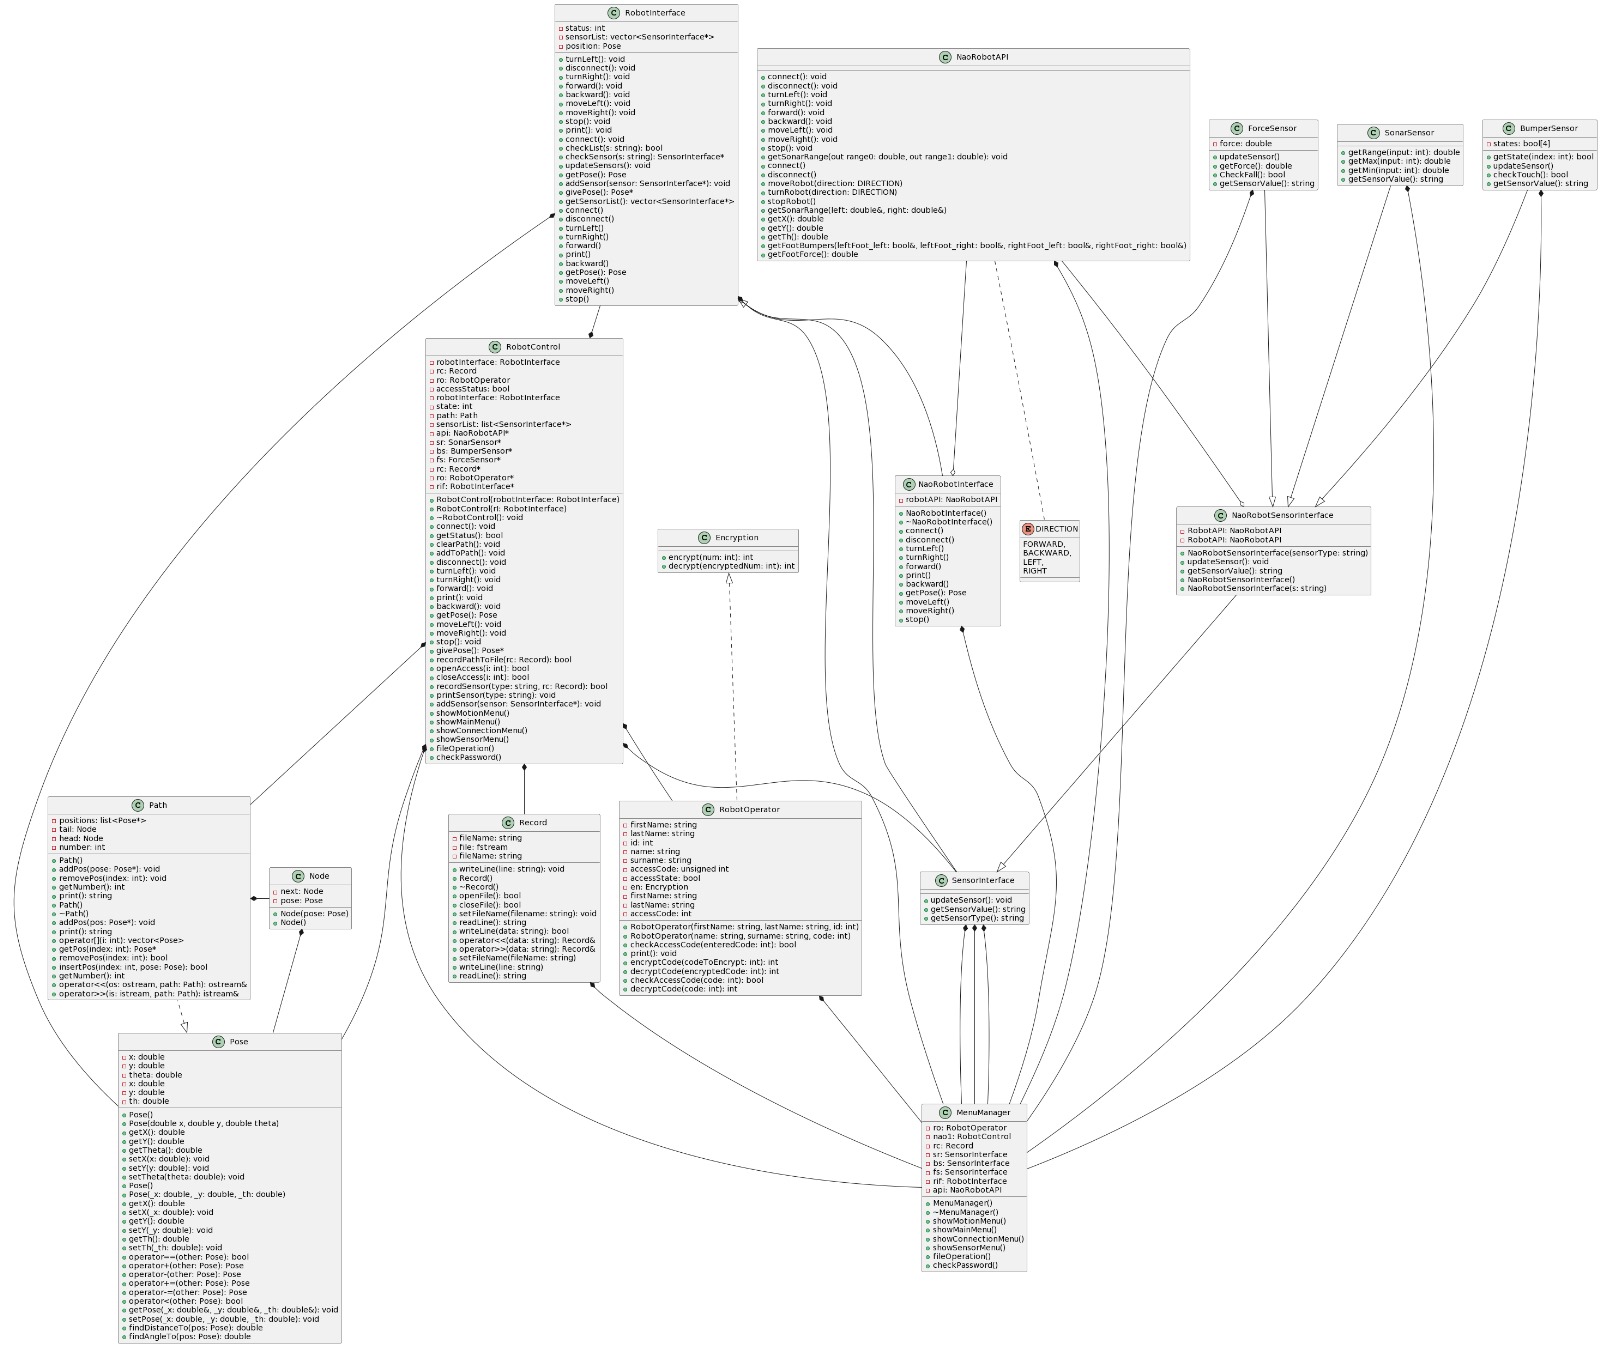 C RobotInterface
status: int
sensorList: vector<SensorInterface*>
position: Pose
turnLeft(): void
disconnect(): void
turnRight(): void
forward(): void
backward(): void
moveLeft(): void
moveRight(): void
stop(): void
print(): void
connect(): void
checkList(s: string): bool
checkSensor(s: string): SensorInterface*
updateSensors(): void
getPose(): Pose
addSensor(sensor: SensorInterface*): void
givePose(): Pose*
getSensorList(): vector<SensorInterface*>
connect()
disconnect()
turnLeft()
turnRight()
forward()
print()
backward()
getPose(): Pose
moveLeft()
moveRight()
stop()
C NaoRobotAPI
connect(): void
disconnect(): void
turnLeft(): void
turnRight(): void
forward(): void
backward(): void
moveLeft(): void
moveRight(): void
stop(): void
getSonarRange(out range0: double, out range1: double): void
connect()
disconnect()
moveRobot(direction: DIRECTION)
turnRobot(direction: DIRECTION)
stopRobot()
getSonarRange(left: double&, right: double&)
getX(): double
getY(): double
getTh(): double
getFootBumpers(leftFoot_left: bool&, leftFoot_right: bool&, rightFoot_left: bool&, rightFoot_right: bool&)
getFootForce(): double
C ForceSensor
force: double
updateSensor()
getForce(): double
CheckFall(): bool
getSensorValue(): string
C SonarSensor
getRange(input: int): double
getMax(input: int): double
getMin(input: int): double
getSensorValue(): string
C BumperSensor
states: bool[4]
getState(index: int): bool
updateSensor()
checkTouch(): bool
getSensorValue(): string
C RobotControl
robotInterface: RobotInterface
rc: Record
ro: RobotOperator
accessStatus: bool
robotInterface: RobotInterface
state: int
path: Path
sensorList: list<SensorInterface*>
api: NaoRobotAPI*
sr: SonarSensor*
bs: BumperSensor*
fs: ForceSensor*
rc: Record*
ro: RobotOperator*
rif: RobotInterface*
RobotControl(robotInterface: RobotInterface)
RobotControl(rI: RobotInterface)
~RobotControl(): void
connect(): void
getStatus(): bool
clearPath(): void
addToPath(): void
disconnect(): void
turnLeft(): void
turnRight(): void
forward(): void
print(): void
backward(): void
getPose(): Pose
moveLeft(): void
moveRight(): void
stop(): void
givePose(): Pose*
recordPathToFile(rc: Record): bool
openAccess(i: int): bool
closeAccess(i: int): bool
recordSensor(type: string, rc: Record): bool
printSensor(type: string): void
addSensor(sensor: SensorInterface*): void
showMotionMenu()
showMainMenu()
showConnectionMenu()
showSensorMenu()
fileOperation()
checkPassword()
C Encryption
encrypt(num: int): int
decrypt(encryptedNum: int): int
C NaoRobotInterface
robotAPI: NaoRobotAPI
NaoRobotInterface()
~NaoRobotInterface()
connect()
disconnect()
turnLeft()
turnRight()
forward()
print()
backward()
getPose(): Pose
moveLeft()
moveRight()
stop()
E DIRECTION
FORWARD,
BACKWARD,
LEFT,
RIGHT
C NaoRobotSensorInterface
RobotAPI: NaoRobotAPI
RobotAPI: NaoRobotAPI
NaoRobotSensorInterface(sensorType: string)
updateSensor(): void
getSensorValue(): string
NaoRobotSensorInterface()
NaoRobotSensorInterface(s: string)
C Path
positions: list<Pose*>
tail: Node
head: Node
number: int
Path()
addPos(pose: Pose*): void
removePos(index: int): void
getNumber(): int
print(): string
Path()
~Path()
addPos(pos: Pose*): void
print(): string
operator[](i: int): vector<Pose>
getPos(index: int): Pose*
removePos(index: int): bool
insertPos(index: int, pose: Pose): bool
getNumber(): int
operator<<(os: ostream, path: Path): ostream&
operator>>(is: istream, path: Path): istream&
C Node
next: Node
pose: Pose
Node(pose: Pose)
Node()
C Record
fileName: string
file: fstream
fileName: string
writeLine(line: string): void
Record()
~Record()
openFile(): bool
closeFile(): bool
setFileName(filename: string): void
readLine(): string
writeLine(data: string): bool
operator<<(data: string): Record&
operator>>(data: string): Record&
setFileName(fileName: string)
writeLine(line: string)
readLine(): string
C RobotOperator
firstName: string
lastName: string
id: int
name: string
surname: string
accessCode: unsigned int
accessState: bool
en: Encryption
firstName: string
lastName: string
accessCode: int
RobotOperator(firstName: string, lastName: string, id: int)
RobotOperator(name: string, surname: string, code: int)
checkAccessCode(enteredCode: int): bool
print(): void
encryptCode(codeToEncrypt: int): int
decryptCode(encryptedCode: int): int
checkAccessCode(code: int): bool
decryptCode(code: int): int
C SensorInterface
updateSensor(): void
getSensorValue(): string
getSensorType(): string
C Pose
x: double
y: double
theta: double
x: double
y: double
th: double
Pose()
Pose(double x, double y, double theta)
getX(): double
getY(): double
getTheta(): double
setX(x: double): void
setY(y: double): void
setTheta(theta: double): void
Pose()
Pose(_x: double, _y: double, _th: double)
getX(): double
setX(_x: double): void
getY(): double
setY(_y: double): void
getTh(): double
setTh(_th: double): void
operator==(other: Pose): bool
operator+(other: Pose): Pose
operator-(other: Pose): Pose
operator+=(other: Pose): Pose
operator-=(other: Pose): Pose
operator<(other: Pose): bool
getPose(_x: double&, _y: double&, _th: double&): void
setPose(_x: double, _y: double, _th: double): void
findDistanceTo(pos: Pose): double
findAngleTo(pos: Pose): double
C MenuManager
ro: RobotOperator
nao1: RobotControl
rc: Record
sr: SensorInterface
bs: SensorInterface
fs: SensorInterface
rif: RobotInterface
api: NaoRobotAPI
MenuManager()
~MenuManager()
showMotionMenu()
showMainMenu()
showConnectionMenu()
showSensorMenu()
fileOperation()
checkPassword()